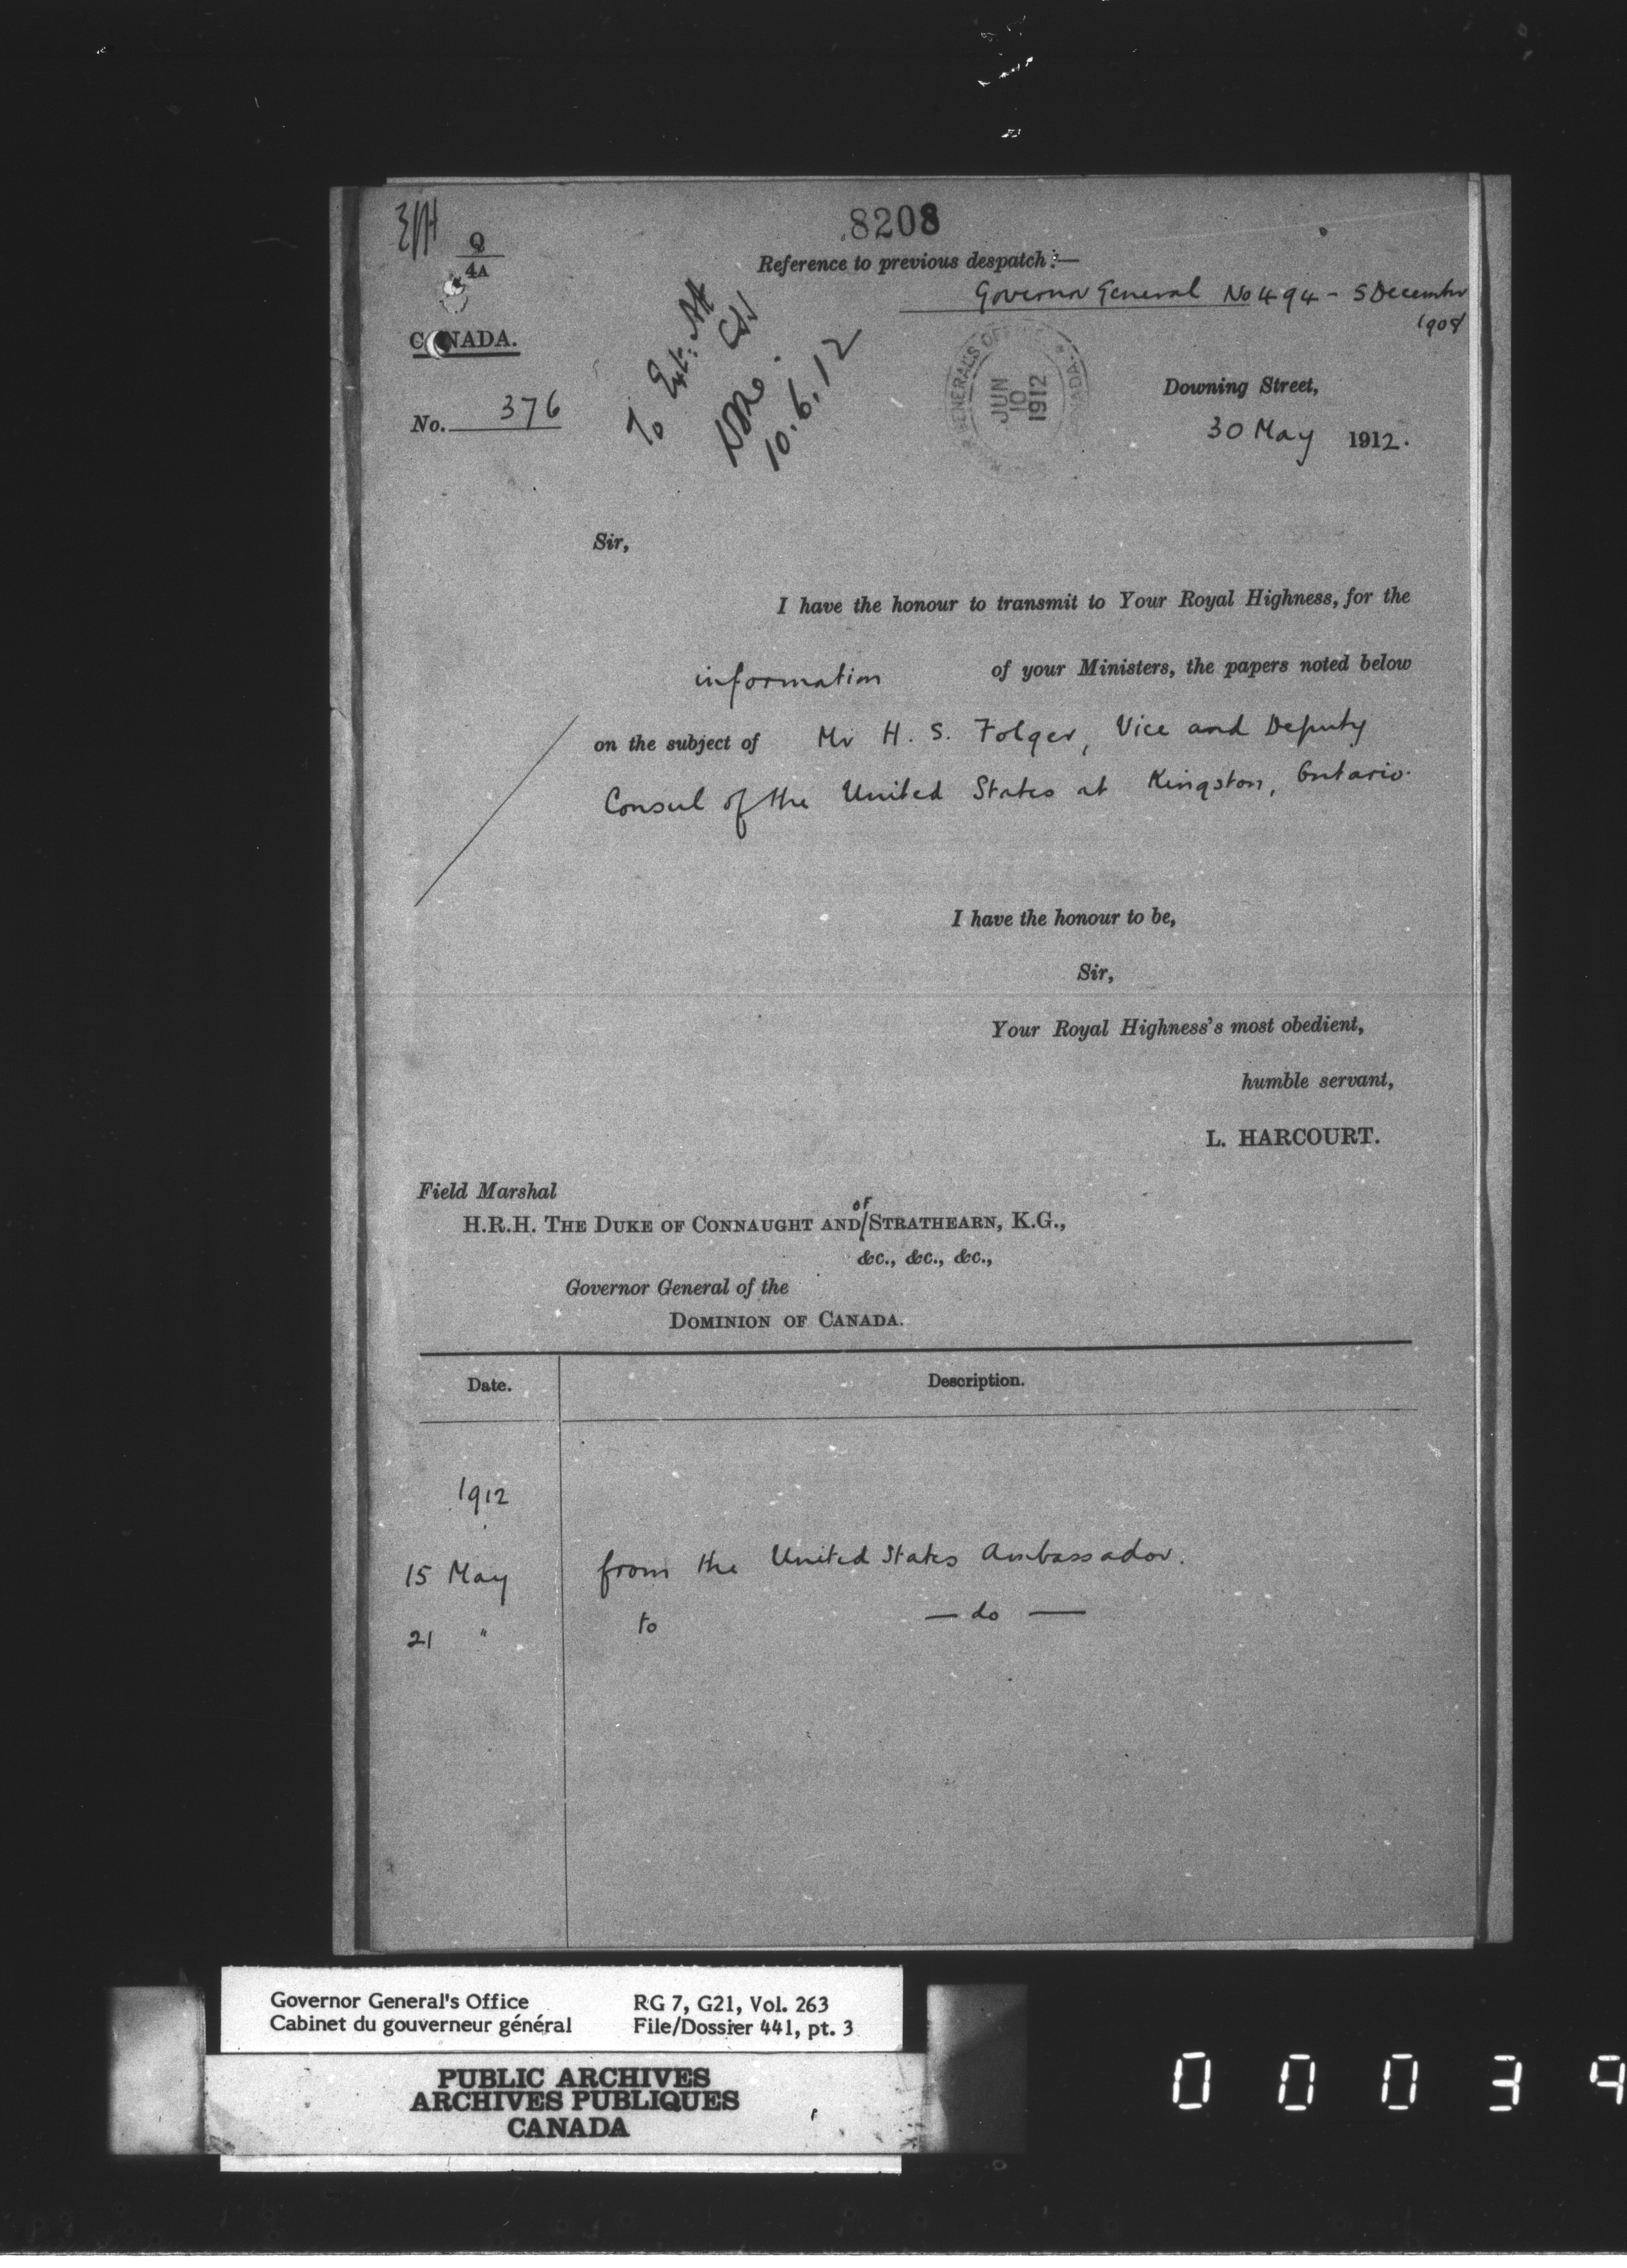 8208
Q
4A
Reference to previous despatch:—
Governor General No 494 - 5 December
1908
CANADA.
To Ext: Aff
10.6.12
GENERAL'S OF
JUN
10
1912
CANADA
Downing Street,
No. 376
30 May 1912.
Sir,
I have the honour to transmit to Your Royal Highness, for the
information of your Ministers, the papers noted below
on the subject of Mr H. S. Folger, Vice and Deputy
Consul of the United States at Kingston, Ontario.
I have the honour to be,
Sir,
Your Royal Highness's most obedient,
humble servant,
L. HARCOURT.
Field Marshal
H.R.H. THE DUKE OF CONNAUGHT AND/ of STRATHEARN, K.G.,
&c., &c., &c.,
Governor General of the
DOMINION OF CANADA.
Date. Description.
1912
15 May from the United States Ambassador.
21 " to — do —
Governor General's Office RG 7, G21, Vol. 263
Cabinet du gouverneur général File/Dossier 441, pt. 3
PUBLIC ARCHIVES
ARCHIVES PUBLIQUES
CANADA
0 0 0 3 9